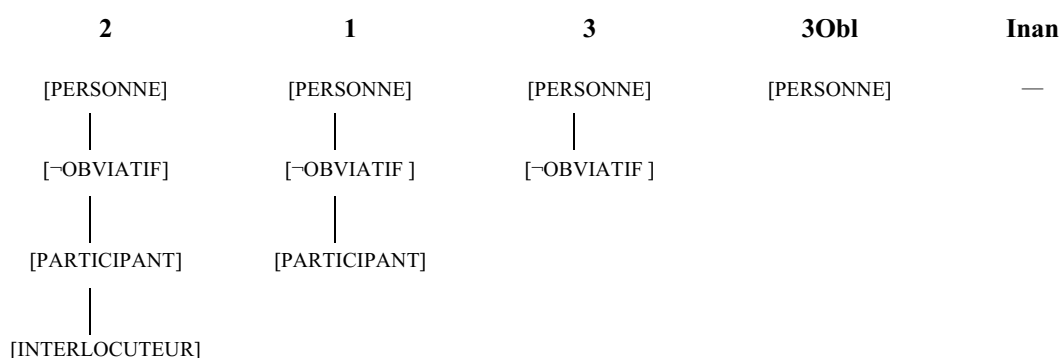 2 1 3 3Obl Inan
[PERSONNE] [PERSONNE] [PERSONNE] [PERSONNE] —
[¬OBVIATIF] [¬OBVIATIF ] [¬OBVIATIF ]
[PARTICIPANT] [PARTICIPANT]
[INTERLOCUTEUR]